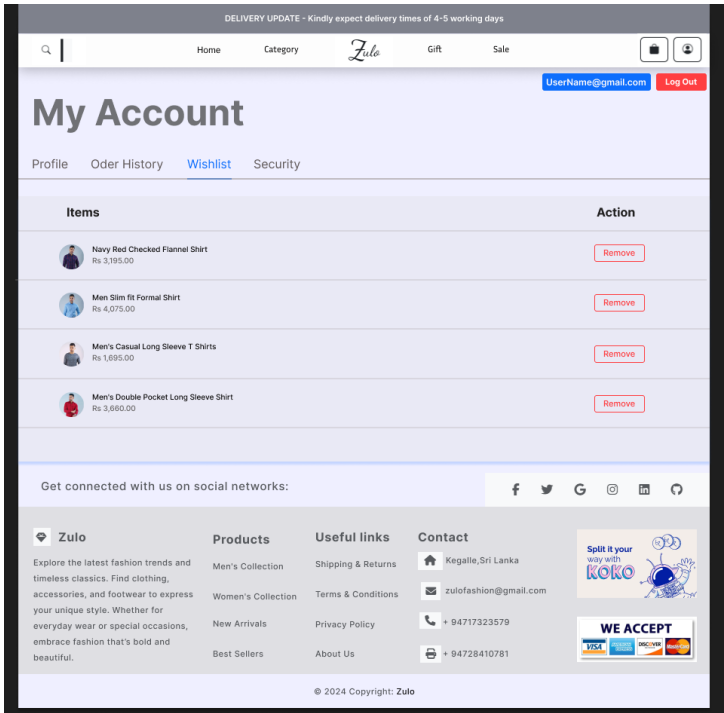 DELIVERY UPDATE - Kindly expect delivery times of 4-5 working days
Home Category Zulo Gift Sale
UserName@gmail.com Log Out
My Account
Profile Oder History Wishlist Security
Items Action
Navy Red Checked Flannel Shirt
Rs 3,195.00
Remove
Men Slim fit Formal Shirt
Rs 4,075.00
Remove
Men's Casual Long Sleeve T Shirts
Rs 1,695.00
Remove
Men's Double Pocket Long Sleeve Shirt
Rs 3,660.00
Remove
Get connected with us on social networks:
Zulo
Explore the latest fashion trends and
timeless classics. Find clothing,
accessories, and footwear to express
your unique style. Whether for
everyday wear or special occasions,
embrace fashion that's bold and
beautiful.
Products
Men's Collection
Women's Collection
New Arrivals
Best Sellers
Useful links
Shipping & Returns
Terms & Conditions
Privacy Policy
About Us
Contact
Kegalle,Sri Lanka
zulofashion@gmail.com
+ 94717323579
+ 94728410781
Split it your
way with
KOKO
WE ACCEPT
VISA
DISCOVER
MasterCard
© 2024 Copyright: Zulo